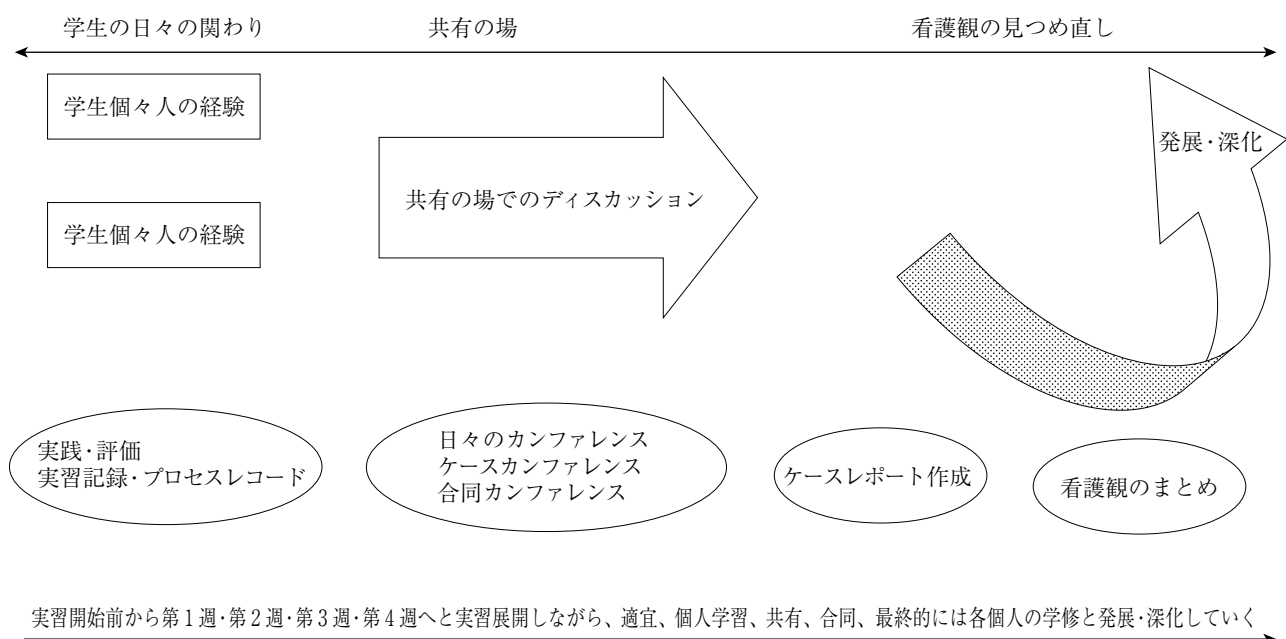 学生の日々の関わり
共有の場
看護観の見つめ直し
学生個々人の経験
学生個々人の経験
共有の場でのディスカッション
発展・深化
実践・評価
実習記録・プロセスレコード
日々のカンファレンス
ケースカンファレンス
合同カンファレンス
ケースレポート作成
看護観のまとめ
実習開始前から第1週・第2週・第3週・第4週へと実習展開しながら、適宜、個人学習、共有、合同、最終的には各個人の学修と発展・深化していく